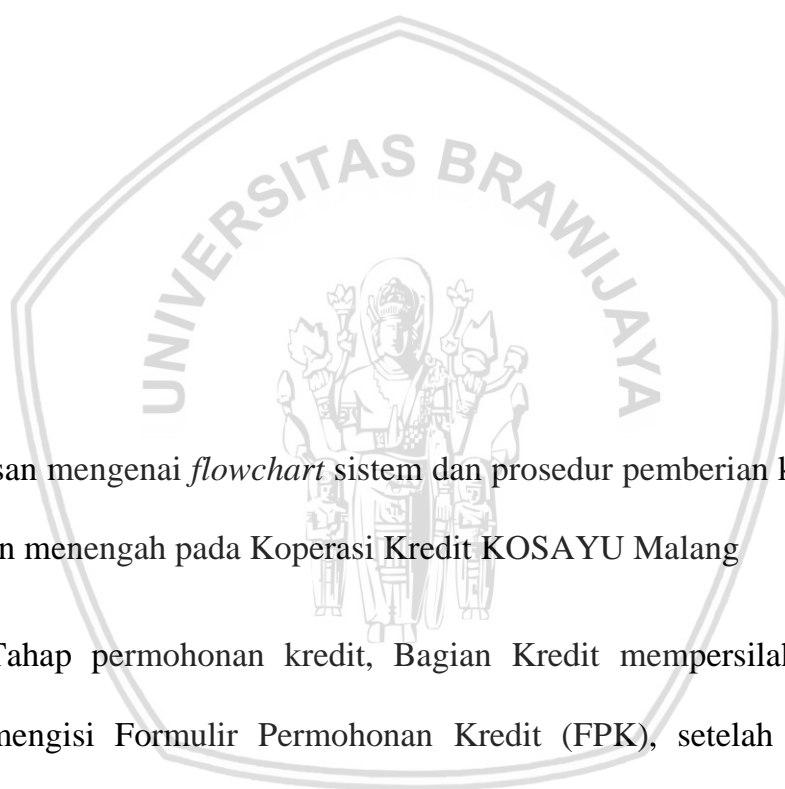 UNIVERSITAS BRAWIJAYA
san mengenai flowchart sistem dan prosedur pemberian k
n menengah pada Koperasi Kredit KOSAYU Malang
Tahap permohonan kredit, Bagian Kredit mempersilal
mengisi Formulir Permohonan Kredit (FPK), setelah